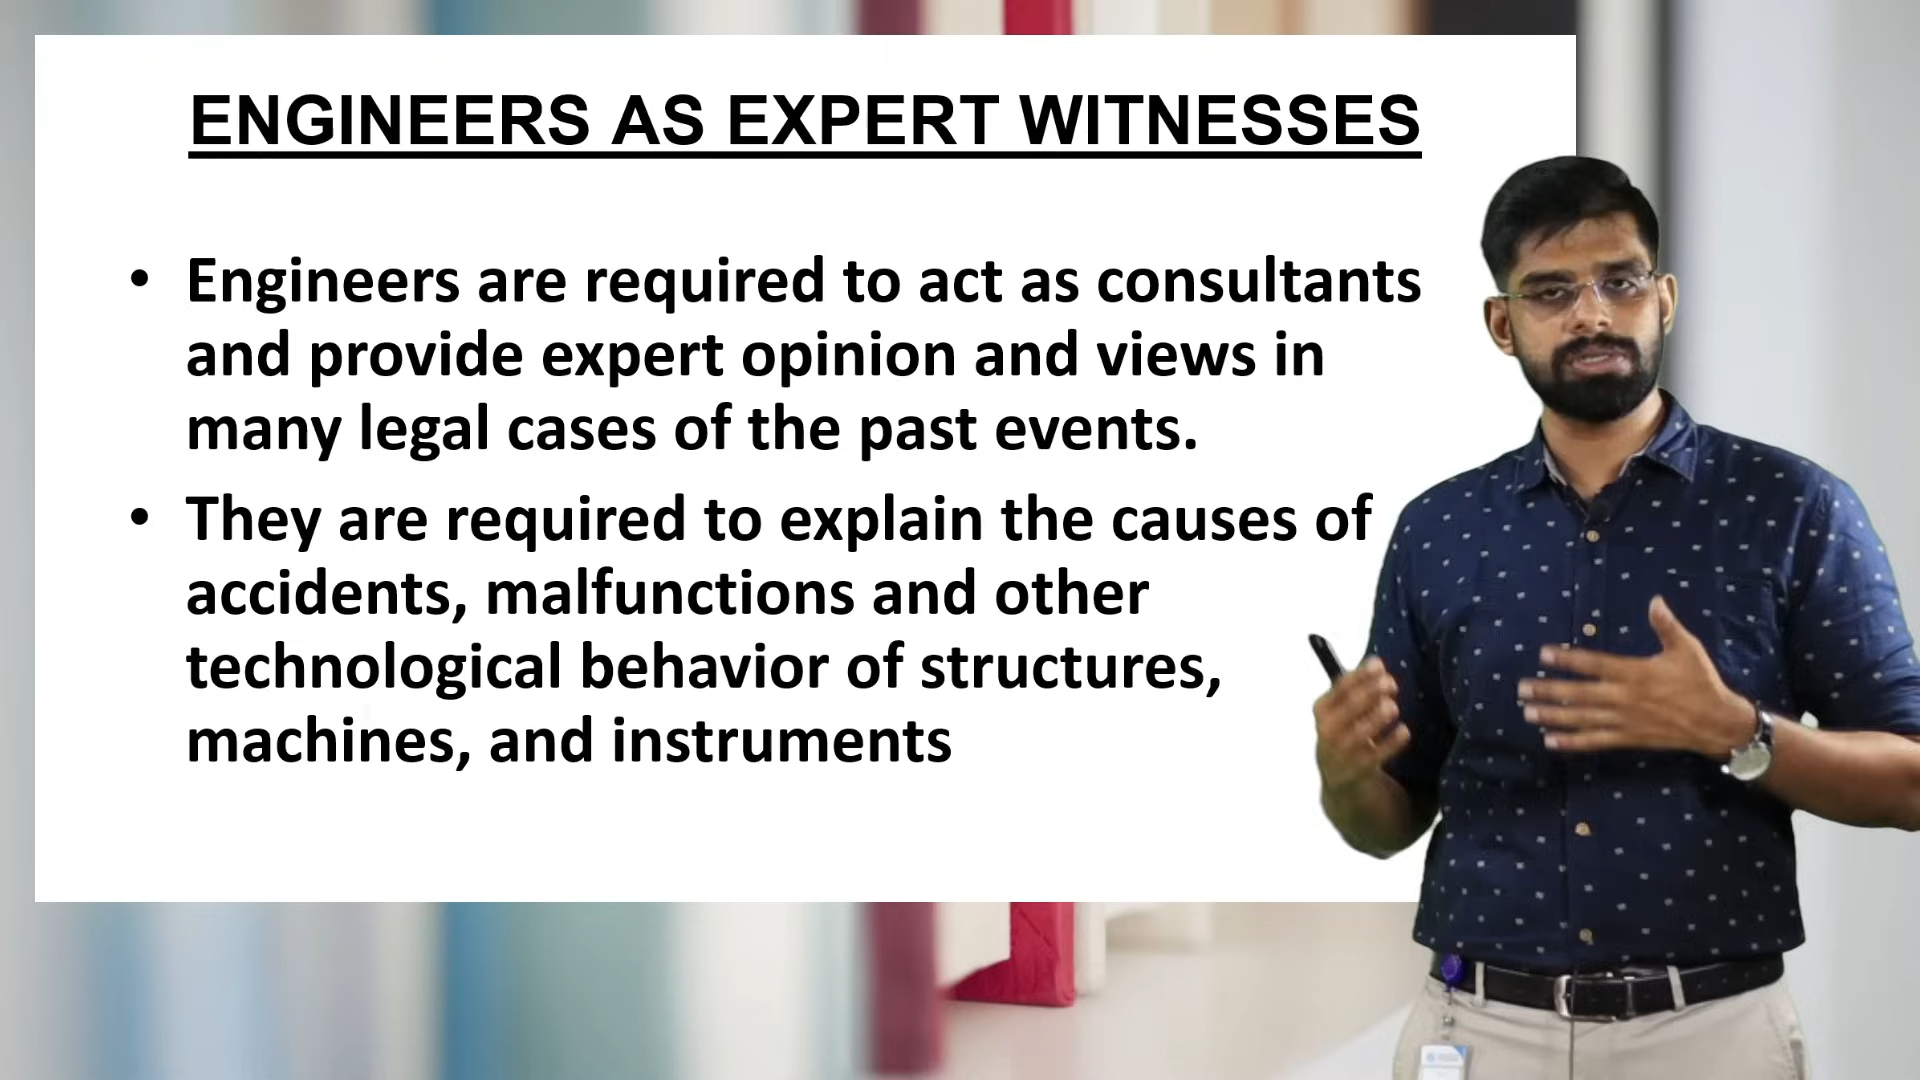 ENGINEERS AS EXPERT WITNESSES
• Engineers are required to act as consultants
and provide expert opinion and views in
many legal cases of the past events.
• They are required to explain the causes of
accidents, malfunctions and other
technological behavior of structures,
machines, and instruments